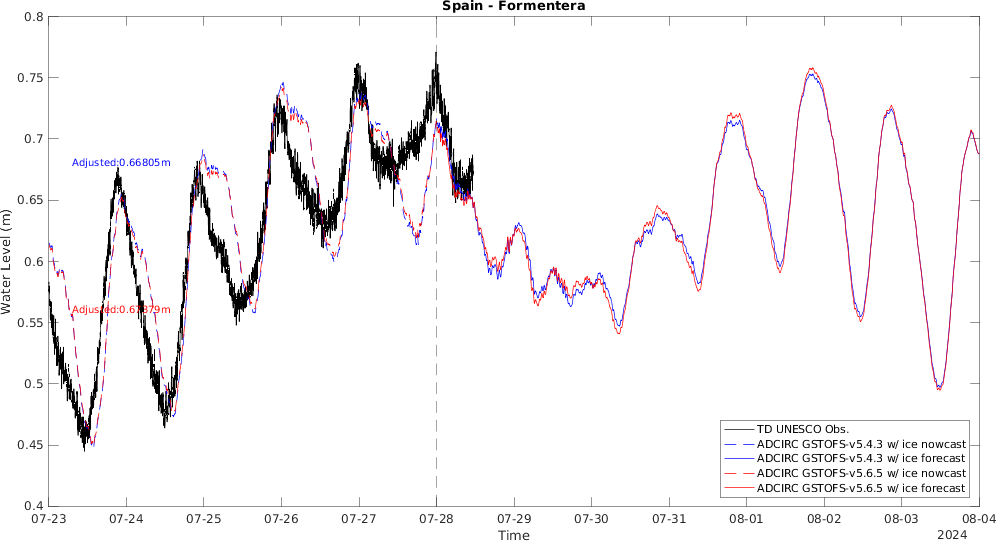 Spain - Formentera
0.8
0.75
0.7
0.65
0.6
0.55
0.5
0.45
0.4
Water Level (m)
Adjusted:0.66805m
Adjusted:0.67379m
TD UNESCO Obs.
ADCIRC GSTOFS-v5.4.3 w/ ice nowcast
ADCIRC GSTOFS-v5.4.3 w/ ice forecast
ADCIRC GSTOFS-v5.6.5 w/ ice nowcast
ADCIRC GSTOFS-v5.6.5 w/ ice forecast
07-23 07-24 07-25 07-26 07-27 07-28 07-29 07-30 07-31 08-01 08-02 08-03 08-04
Time
2024